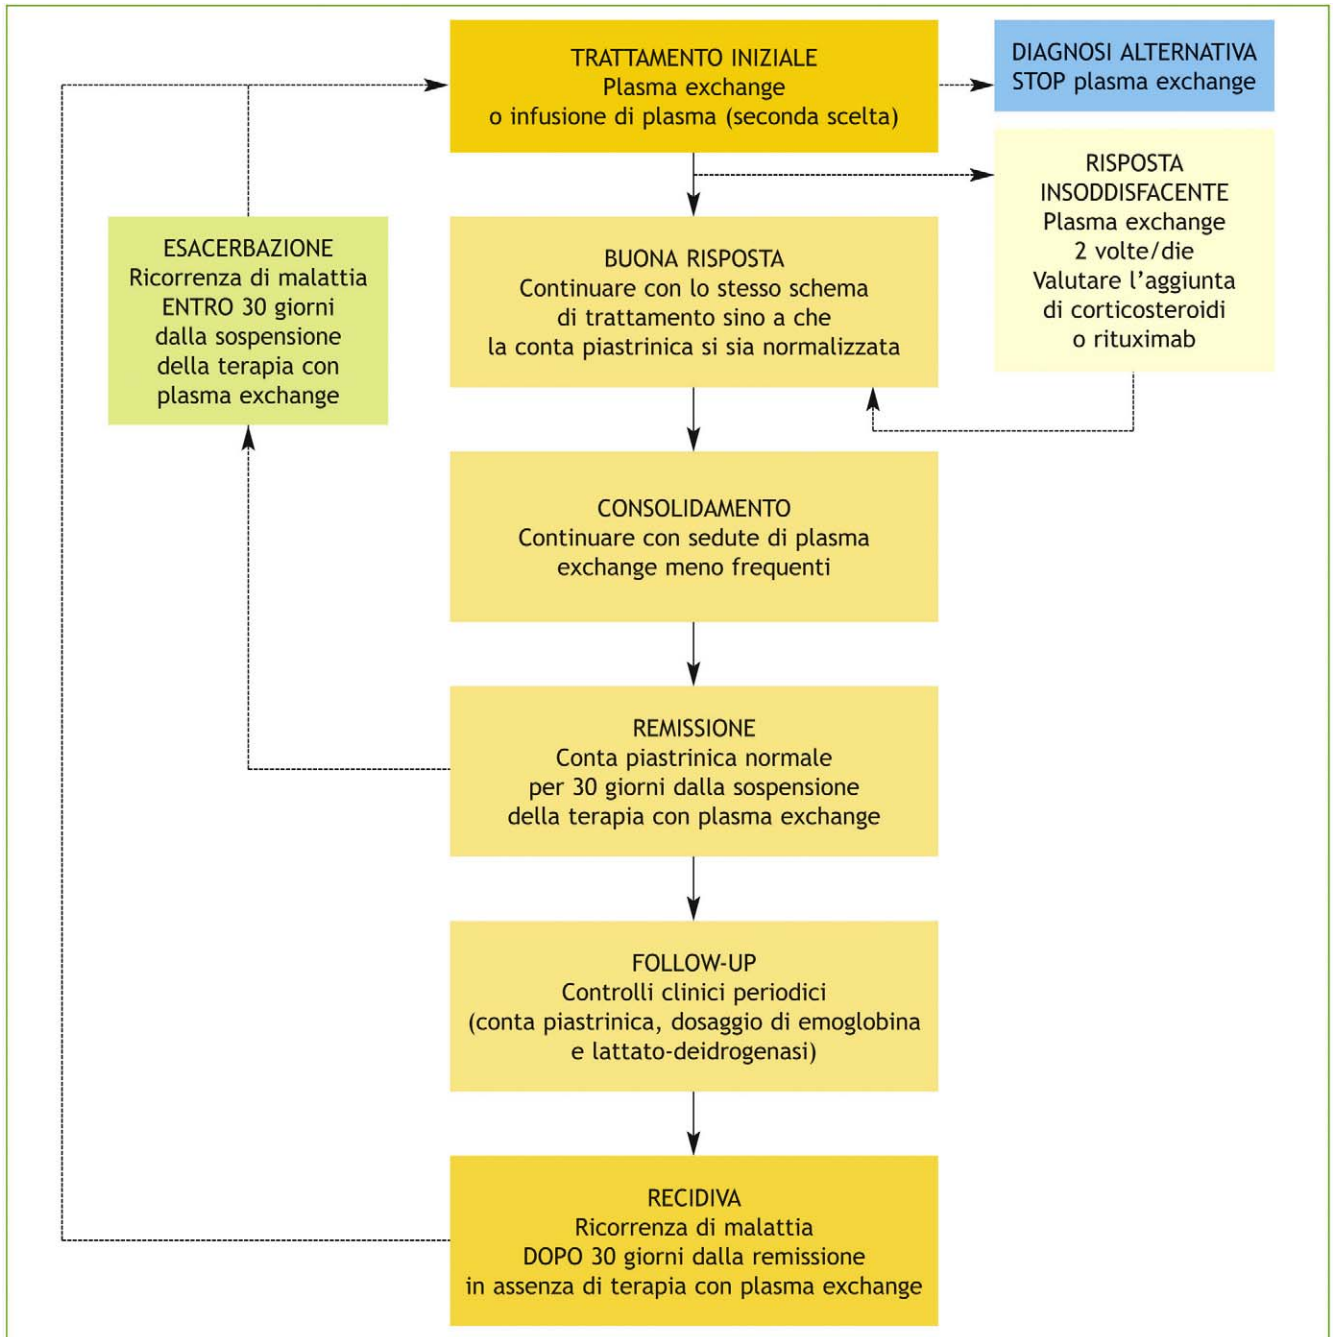 TRATTAMENTO INIZIALE
Plasma exchange
o infusione di plasma (seconda scelta)
DIAGNOSI ALTERNATIVA
STOP plasma exchange
RISPOSTA
INSODDISFACENTE
Plasma exchange
2 volte/die
Valutare l'aggiunta
di corticosteroidi
o rituximab
ESACERBAZIONE
Ricorrenza di malattia
ENTRO 30 giorni
dalla sospensione
della terapia con
plasma exchange
BUONA RISPOSTA
Continuare con lo stesso schema
di trattamento sino a che
la conta piastrinica si sia normalizzata
CONSOLIDAMENTO
Continuare con sedute di plasma
exchange meno frequenti
REMISSIONE
Conta piastrinica normale
per 30 giorni dalla sospensione
della terapia con plasma exchange
FOLLOW-UP
Controlli clinici periodici
(conta piastrinica, dosaggio di emoglobina
e lattato-deidrogenasi)
RECIDIVA
Ricorrenza di malattia
DOPO 30 giorni dalla remissione
in assenza di terapia con plasma exchange